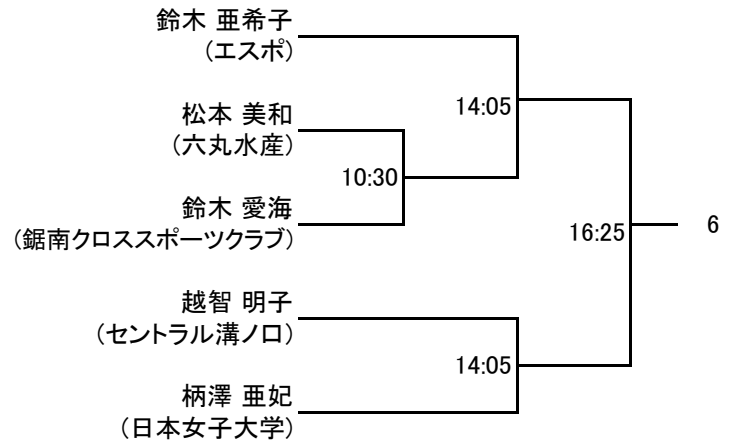 鈴木 亜希子
(エスポ)
14:05
松本 美和
(六丸水産)
10:30
鈴木 愛海
(鋸南クロススポーツクラブ)
16:25
6
越智 明子
(セントラル溝ノ口)
14:05
柄澤 亜妃
(日本女子大学)